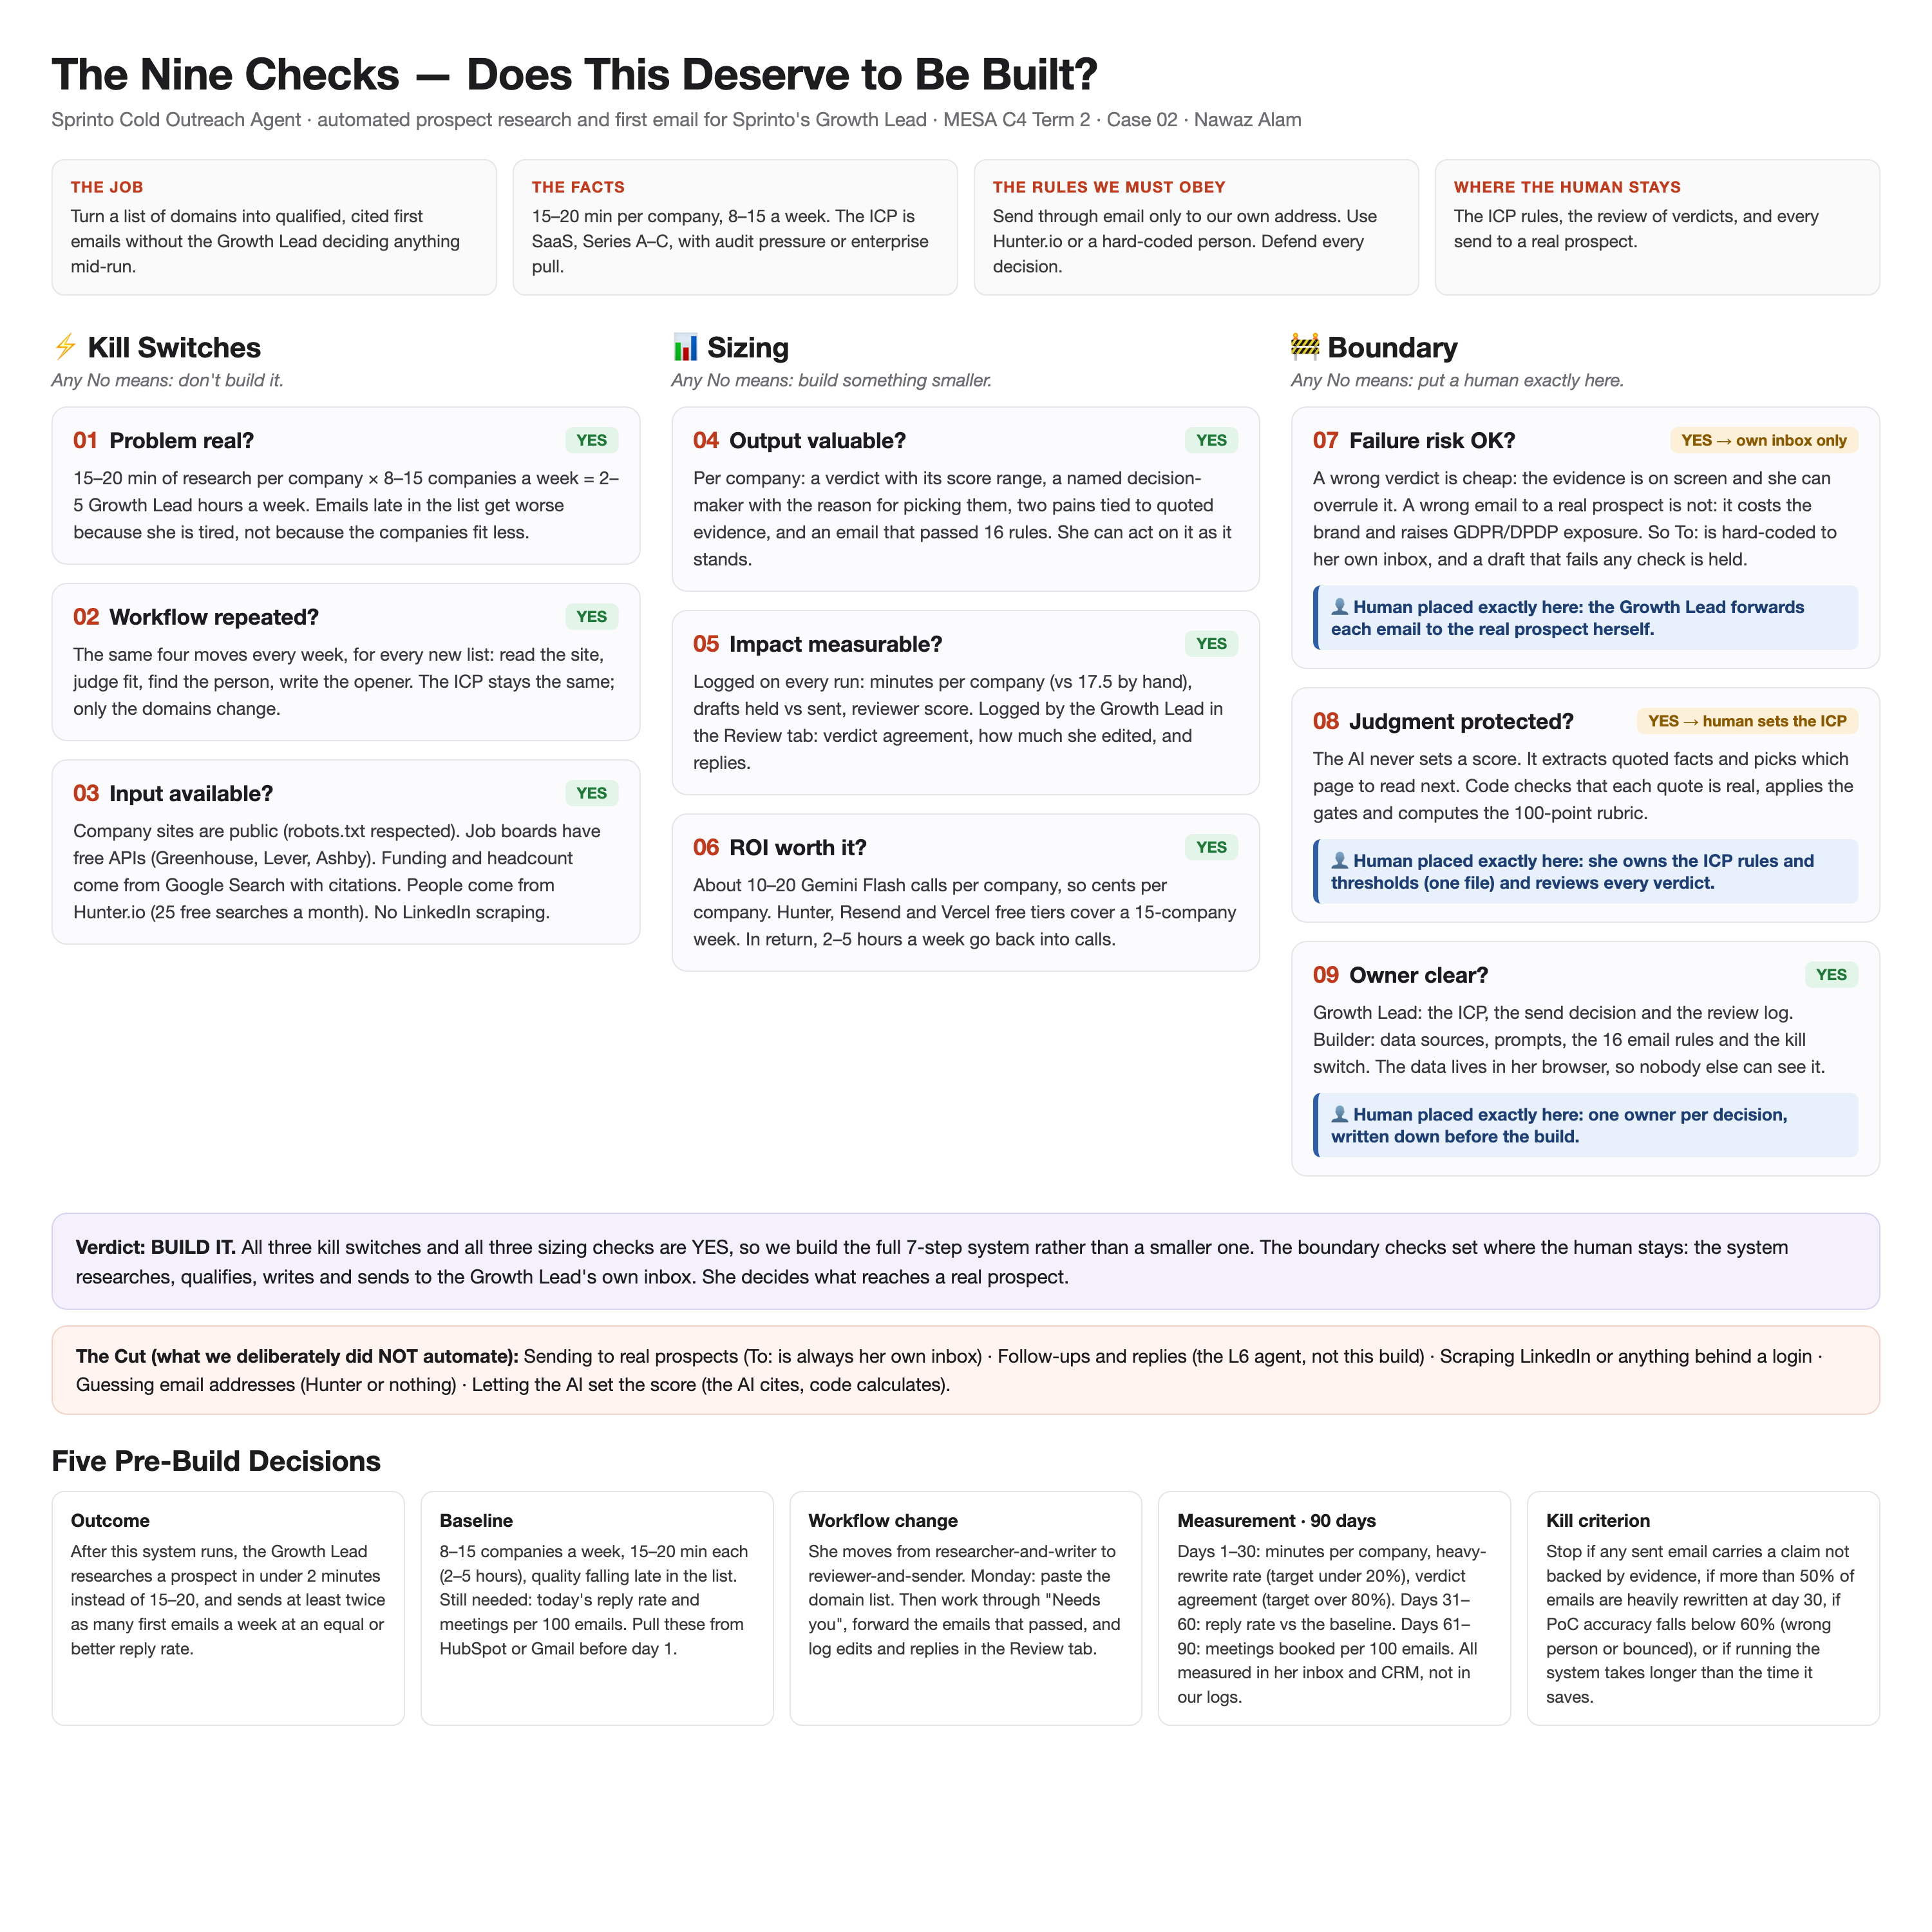 The Nine Checks — Does This Deserve to Be Built?
Sprinto Cold Outreach Agent · automated prospect research and first email for Sprinto's Growth Lead · MESA C4 Term 2 · Case 02 · Nawaz Alam
THE JOB
Turn a list of domains into qualified, cited first
emails without the Growth Lead deciding anything
mid-run.
THE FACTS
15–20 min per company, 8–15 a week. The ICP is
SaaS, Series A–C, with audit pressure or enterprise
pull.
THE RULES WE MUST OBEY
Send through email only to our own address. Use
Hunter.io or a hard-coded person. Defend every
decision.
WHERE THE HUMAN STAYS
The ICP rules, the review of verdicts, and every
send to a real prospect.
⚡ Kill Switches
Any No means: don't build it.
01 Problem real? YES
15–20 min of research per company × 8–15 companies a week = 2–
5 Growth Lead hours a week. Emails late in the list get worse
because she is tired, not because the companies fit less.
02 Workflow repeated? YES
The same four moves every week, for every new list: read the site,
judge fit, find the person, write the opener. The ICP stays the same;
only the domains change.
03 Input available? YES
Company sites are public (robots.txt respected). Job boards have
free APIs (Greenhouse, Lever, Ashby). Funding and headcount
come from Google Search with citations. People come from
Hunter.io (25 free searches a month). No LinkedIn scraping.
📊 Sizing
Any No means: build something smaller.
04 Output valuable? YES
Per company: a verdict with its score range, a named decision-
maker with the reason for picking them, two pains tied to quoted
evidence, and an email that passed 16 rules. She can act on it as it
stands.
05 Impact measurable? YES
Logged on every run: minutes per company (vs 17.5 by hand),
drafts held vs sent, reviewer score. Logged by the Growth Lead in
the Review tab: verdict agreement, how much she edited, and
replies.
06 ROI worth it? YES
About 10–20 Gemini Flash calls per company, so cents per
company. Hunter, Resend and Vercel free tiers cover a 15-company
week. In return, 2–5 hours a week go back into calls.
🚧 Boundary
Any No means: put a human exactly here.
07 Failure risk OK? YES → own inbox only
A wrong verdict is cheap: the evidence is on screen and she can
overrule it. A wrong email to a real prospect is not: it costs the
brand and raises GDPR/DPDP exposure. So To: is hard-coded to
her own inbox, and a draft that fails any check is held.
👤 Human placed exactly here: the Growth Lead forwards
each email to the real prospect herself.
08 Judgment protected? YES → human sets the ICP
The AI never sets a score. It extracts quoted facts and picks which
page to read next. Code checks that each quote is real, applies the
gates and computes the 100-point rubric.
👤 Human placed exactly here: she owns the ICP rules and
thresholds (one file) and reviews every verdict.
09 Owner clear? YES
Growth Lead: the ICP, the send decision and the review log.
Builder: data sources, prompts, the 16 email rules and the kill
switch. The data lives in her browser, so nobody else can see it.
👤 Human placed exactly here: one owner per decision,
written down before the build.
Verdict: BUILD IT. All three kill switches and all three sizing checks are YES, so we build the full 7-step system rather than a smaller one. The boundary checks set where the human stays: the system
researches, qualifies, writes and sends to the Growth Lead's own inbox. She decides what reaches a real prospect.
The Cut (what we deliberately did NOT automate): Sending to real prospects (To: is always her own inbox) · Follow-ups and replies (the L6 agent, not this build) · Scraping LinkedIn or anything behind a login ·
Guessing email addresses (Hunter or nothing) · Letting the AI set the score (the AI cites, code calculates).
Five Pre-Build Decisions
Outcome
After this system runs, the Growth Lead
researches a prospect in under 2 minutes
instead of 15–20, and sends at least twice
as many first emails a week at an equal or
better reply rate.
Baseline
8–15 companies a week, 15–20 min each
(2–5 hours), quality falling late in the list.
Still needed: today's reply rate and
meetings per 100 emails. Pull these from
HubSpot or Gmail before day 1.
Workflow change
She moves from researcher-and-writer to
reviewer-and-sender. Monday: paste the
domain list. Then work through "Needs
you", forward the emails that passed, and
log edits and replies in the Review tab.
Measurement · 90 days
Days 1–30: minutes per company, heavy-
rewrite rate (target under 20%), verdict
agreement (target over 80%). Days 31–
60: reply rate vs the baseline. Days 61–
90: meetings booked per 100 emails. All
measured in her inbox and CRM, not in
our logs.
Kill criterion
Stop if any sent email carries a claim not
backed by evidence, if more than 50% of
emails are heavily rewritten at day 30, if
PoC accuracy falls below 60% (wrong
person or bounced), or if running the
system takes longer than the time it
saves.